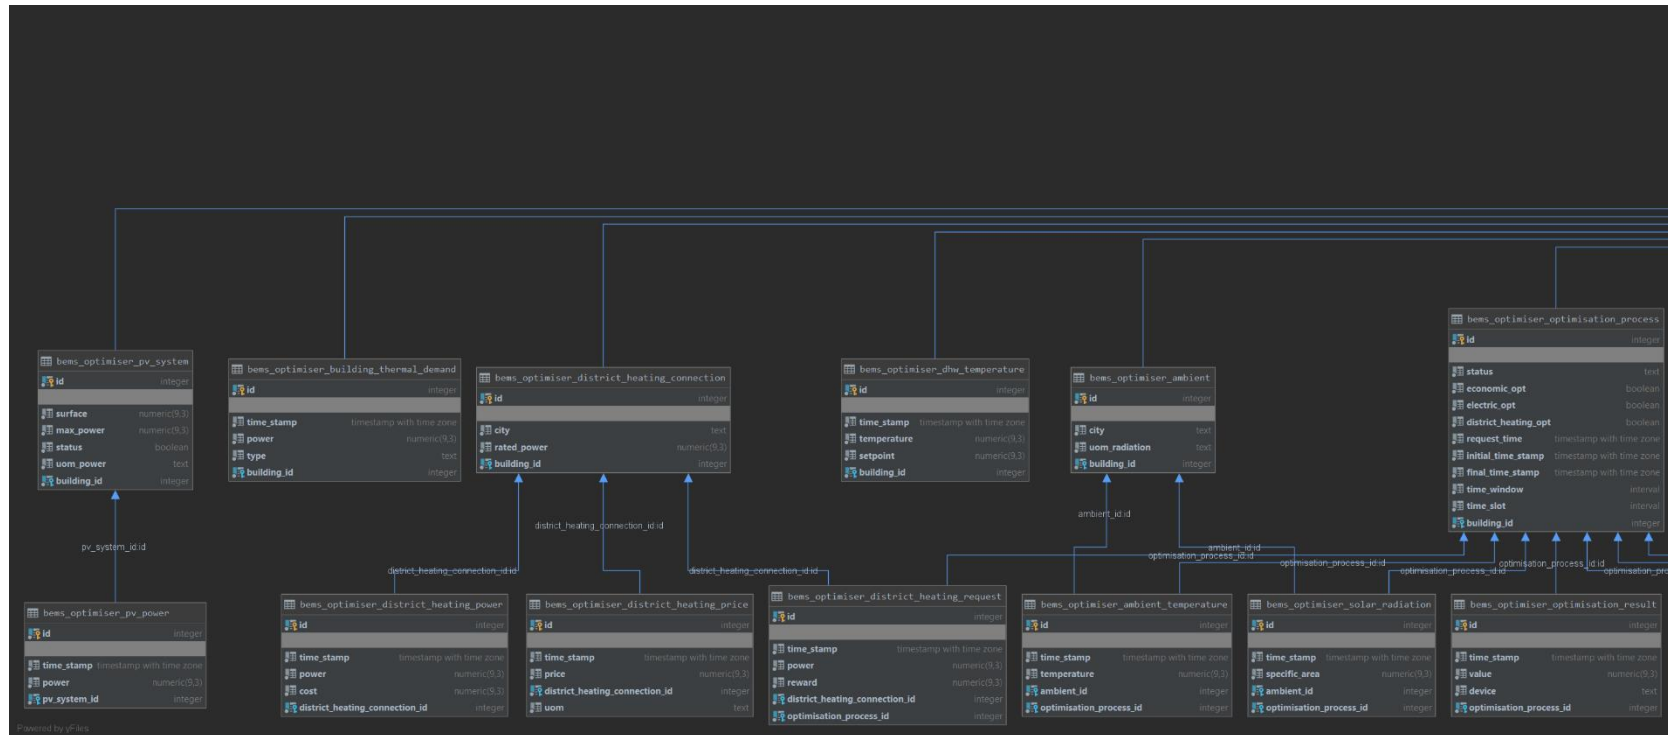 bems_optimiser_optimisation_process
id integer
status text
economic_opt boolean
electric_opt boolean
district_heating_opt boolean
request_time timestamp with time zone
initial_time_stamp timestamp with time zone
final_time_stamp timestamp with time zone
time_window interval
time_slot interval
building_id integer
bems_optimiser_pv_system
id integer
surface numeric(9,3)
max_power numeric(9,3)
status boolean
uom_power text
building_id integer
bems_optimiser_building_thermal_demand
id integer
time_stamp timestamp with time zone
power numeric(9,3)
type text
building_id integer
bems_optimiser_district_heating_connection
id integer
city text
rated_power numeric(9,3)
building_id integer
bems_optimiser_dhw_temperature
id integer
time_stamp timestamp with time zone
temperature numeric(9,3)
setpoint numeric(9,3)
building_id integer
bems_optimiser_ambient
id integer
city text
uom_radiation text
building_id integer
pv_system_id:id
district_heating_connection_id:id
district_heating_connection_id:id
district_heating_connection_id:id
ambient_id:id
ambient_id:id
optimisation_process_id:id
optimisation_process_id:id
optimisation_process_id:id
optimisation_process_id:id
optimisation_pro
bems_optimiser_pv_power
id integer
time_stamp timestamp with time zone
power numeric(9,3)
pv_system_id integer
bems_optimiser_district_heating_power
id integer
time_stamp timestamp with time zone
power numeric(9,3)
cost numeric(9,3)
district_heating_connection_id integer
bems_optimiser_district_heating_price
id integer
time_stamp timestamp with time zone
price numeric(9,3)
district_heating_connection_id integer
uom text
bems_optimiser_district_heating_request
id integer
time_stamp timestamp with time zone
power numeric(9,3)
reward numeric(9,3)
district_heating_connection_id integer
optimisation_process_id integer
bems_optimiser_ambient_temperature
id integer
time_stamp timestamp with time zone
temperature numeric(9,3)
ambient_id integer
optimisation_process_id integer
bems_optimiser_solar_radiation
id integer
time_stamp timestamp with time zone
specific_area numeric(9,3)
ambient_id integer
optimisation_process_id integer
bems_optimiser_optimisation_result
id integer
time_stamp timestamp with time zone
value numeric(9,3)
device text
optimisation_process_id integer
Powered by yFiles